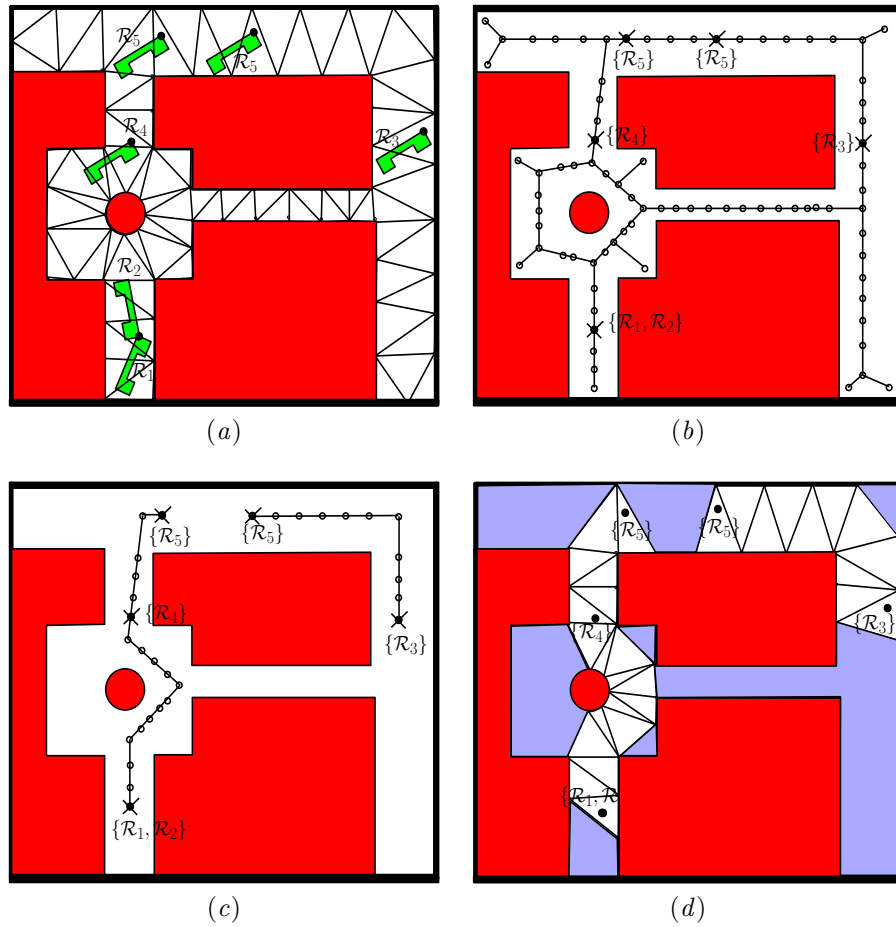 R₅
R₅
R₄
R₃
R₂
R₁
{R₅} {R₅}
{R₄}
{R₃}
{R₁, R₂}
(a) (b)
{R₅} {R₅}
{R₄}
{R₃}
{R₁, R₂}
{R₅} {R₅}
{R₄}
{R₃}
{R₁, R
(c) (d)